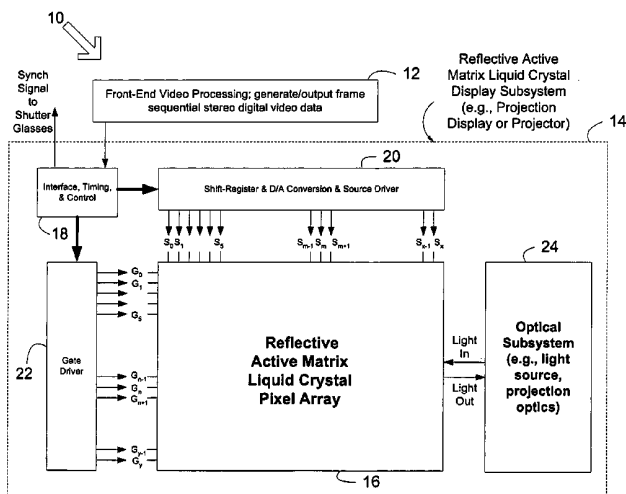 10
Synch
Signal
to
Shutter
Glasses
12
Front-End Video Processing; generate/output frame
sequential stereo digital video data
Reflective Active
Matrix Liquid Crystal
Display Subsystem
(e.g., Projection
Display or Projector)
14
20
Interface, Timing,
& Control
18
Shift-Register & D/A Conversion & Source Driver
S0 S1 S5 Sm-1 Sm Sm+1 Sx-1 Sx
24
22
Gate
Driver
G0
G1
G5
Gn-1
Gn
Gn+1
Gy-1
Gy
Reflective
Active Matrix
Liquid Crystal
Pixel Array
16
Light
In
Light
Out
Optical
Subsystem
(e.g., light
source,
projection
optics)